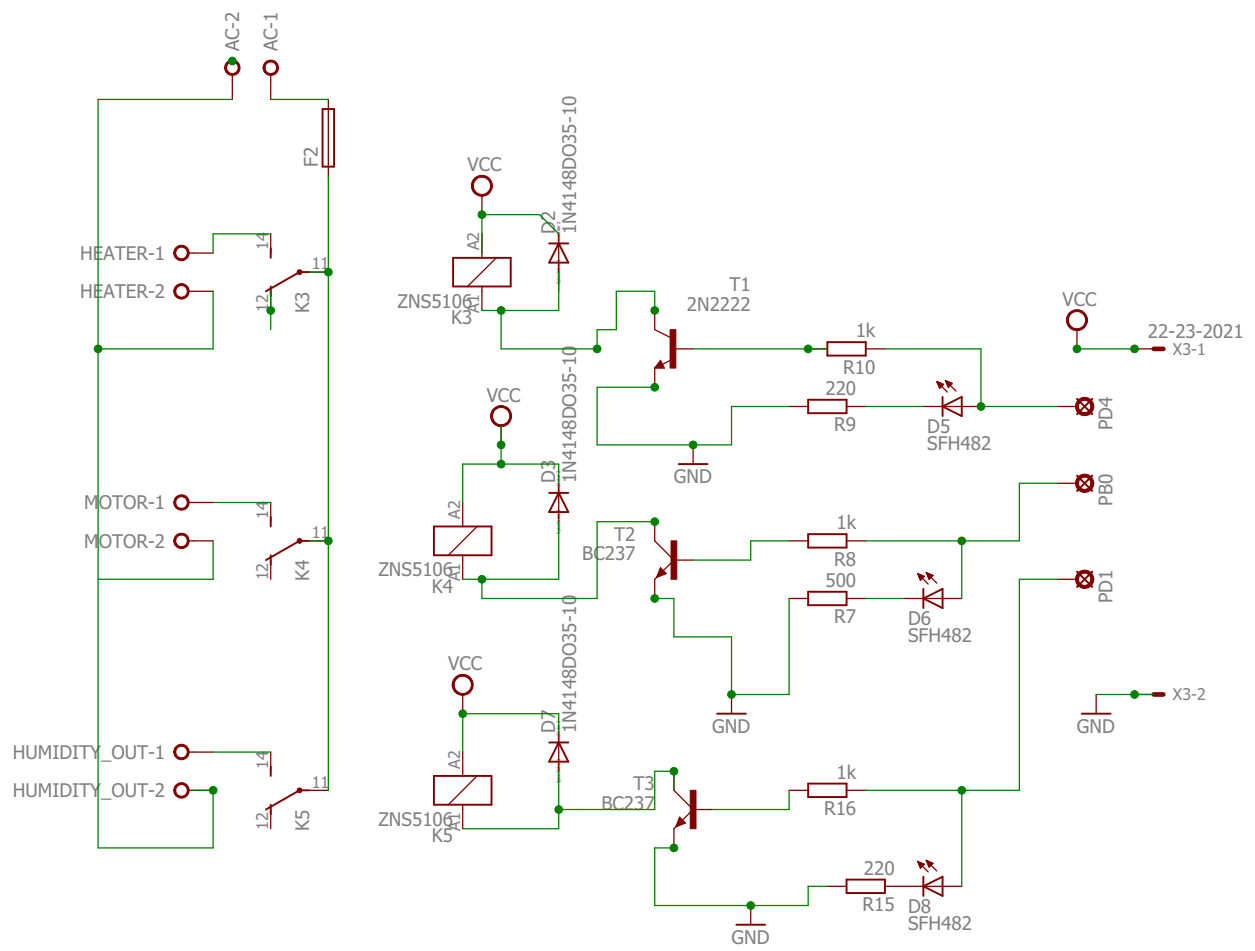 AC-2
AC-1
F2
HEATER-1
HEATER-2
14
11
12
K3
MOTOR-1
MOTOR-2
14
11
12
K4
HUMIDITY_OUT-1
HUMIDITY_OUT-2
14
11
12
K5
VCC
A2
A1
ZNS5106
K3
D2
1N4148DO35-10
T1
2N2222
1k
R10
220
R9
D5
SFH482
GND
VCC
22-23-2021
X3-1
PD4
VCC
A2
A1
ZNS5106
K4
D3
1N4148DO35-10
T2
BC237
1k
R8
500
R7
D6
SFH482
GND
PB0
PD1
VCC
A2
A1
ZNS5106
K5
D7
1N4148DO35-10
T3
BC237
1k
R16
220
R15
D8
SFH482
GND
GND
X3-2